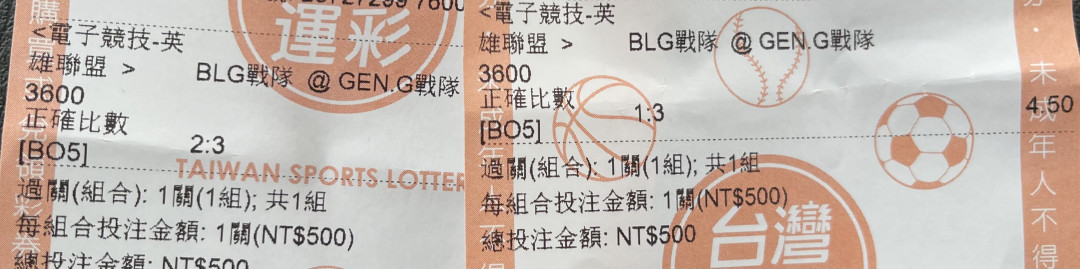 <電子競技-英
雄聯盟 >
BLG戰隊 @ GEN.G戰隊
3600
正確比數
[BO5]
2:3
過關(組合): 1關(1組); 共1組
每組合投注金額: 1關(NT$500)
總投注金額: NT$500
運彩
TAIWAN SPORTS LOTTER
<電子競技-英
雄聯盟 >
BLG戰隊 @ GEN.G戰隊
3600
正確比數
[BO5]
1:3
4.50
過關(組合): 1關(1組); 共1組
每組合投注金額: 1關(NT$500)
總投注金額: NT$500
台灣
未成年人不得